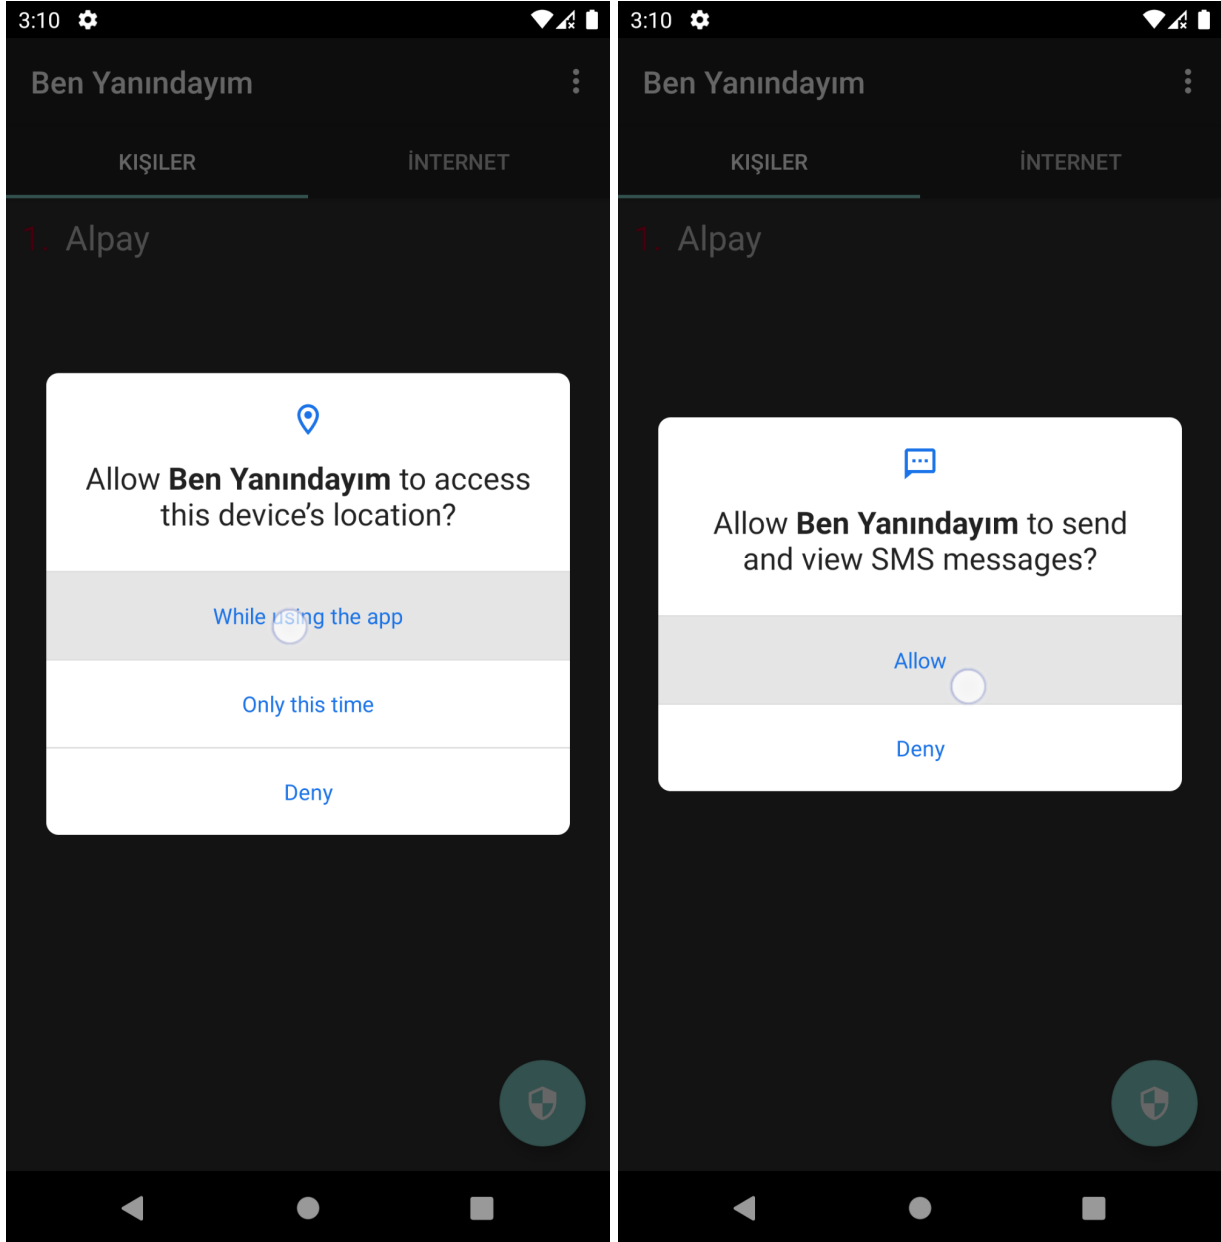 3:10
Ben Yanındayım
KIŞILER
İNTERNET
1. Alpay
Allow Ben Yanındayım to access
this device's location?
While using the app
Only this time
Deny
3:10
Ben Yanındayım
KIŞILER
İNTERNET
1. Alpay
Allow Ben Yanındayım to send
and view SMS messages?
Allow
Deny